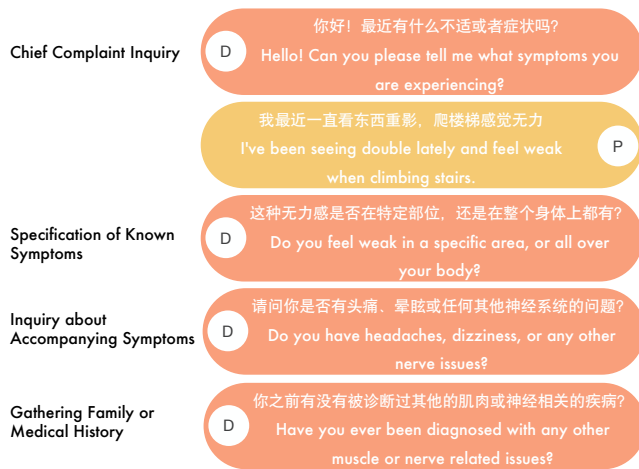 你好！最近有什么不适或者症状吗?
Chief Complaint Inquiry
D
Hello! Can you please tell me what symptoms you
are experiencing?
我最近一直看东西重影，爬楼梯感觉无力
I've been seeing double lately and feel weak
P
when climbing stairs.
这种无力感是否在特定部位，还是在整个身体上都有?
Specification of Known
Symptoms
D
Do you feel weak in a specific area, or all over
your body?
请问你是否有头痛、晕眩或任何其他神经系统的问题?
Inquiry about
Accompanying Symptoms
D
Do you have headaches, dizziness, or any other
nerve issues?
你之前有没有被诊断过其他的肌肉或神经相关的疾病?
Gathering Family or
Medical History
D
Have you ever been diagnosed with any other
muscle or nerve related issues?